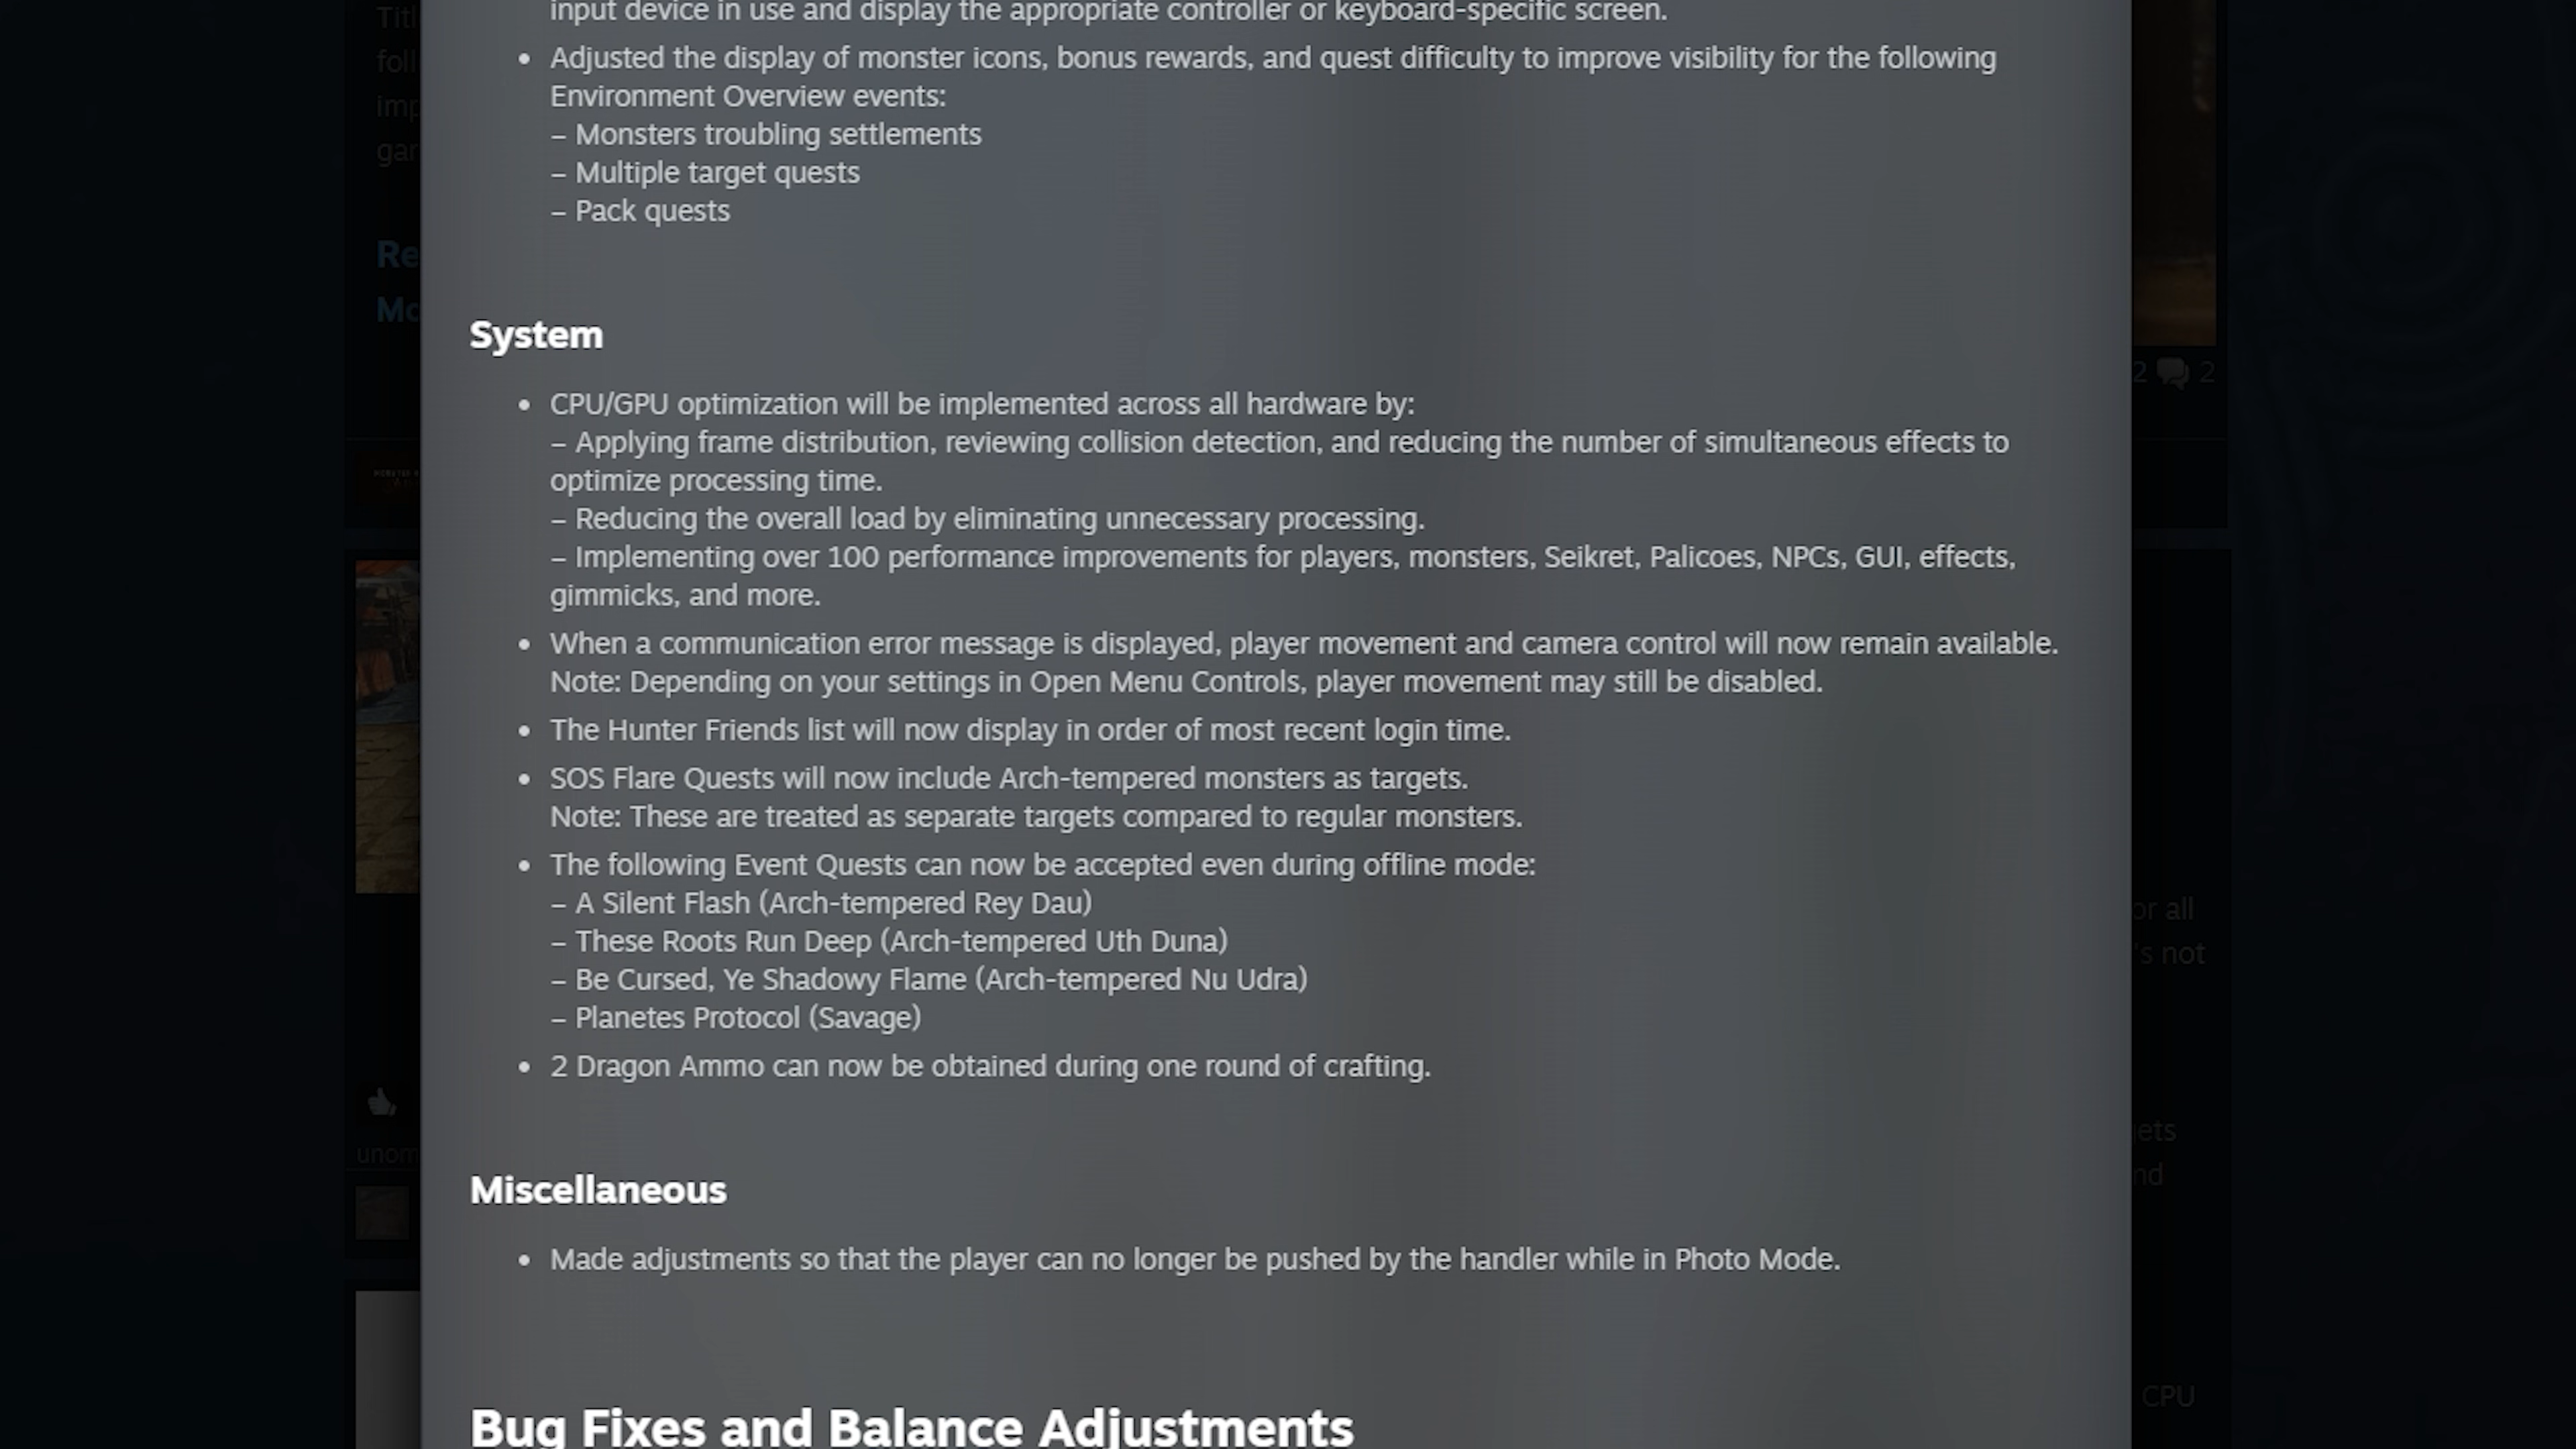 input device in use and display the appropriate controller or keyboard-specific screen.
• Adjusted the display of monster icons, bonus rewards, and quest difficulty to improve visibility for the following
Environment Overview events:
– Monsters troubling settlements
– Multiple target quests
– Pack quests
System
• CPU/GPU optimization will be implemented across all hardware by:
– Applying frame distribution, reviewing collision detection, and reducing the number of simultaneous effects to
optimize processing time.
– Reducing the overall load by eliminating unnecessary processing.
– Implementing over 100 performance improvements for players, monsters, Seikret, Palicoes, NPCs, GUI, effects,
gimmicks, and more.
• When a communication error message is displayed, player movement and camera control will now remain available.
Note: Depending on your settings in Open Menu Controls, player movement may still be disabled.
• The Hunter Friends list will now display in order of most recent login time.
• SOS Flare Quests will now include Arch-tempered monsters as targets.
Note: These are treated as separate targets compared to regular monsters.
• The following Event Quests can now be accepted even during offline mode:
– A Silent Flash (Arch-tempered Rey Dau)
– These Roots Run Deep (Arch-tempered Uth Duna)
– Be Cursed, Ye Shadowy Flame (Arch-tempered Nu Udra)
– Planetes Protocol (Savage)
• 2 Dragon Ammo can now be obtained during one round of crafting.
Miscellaneous
• Made adjustments so that the player can no longer be pushed by the handler while in Photo Mode.
Bug Fixes and Balance Adjustments
2 2
or all
's not
CPU